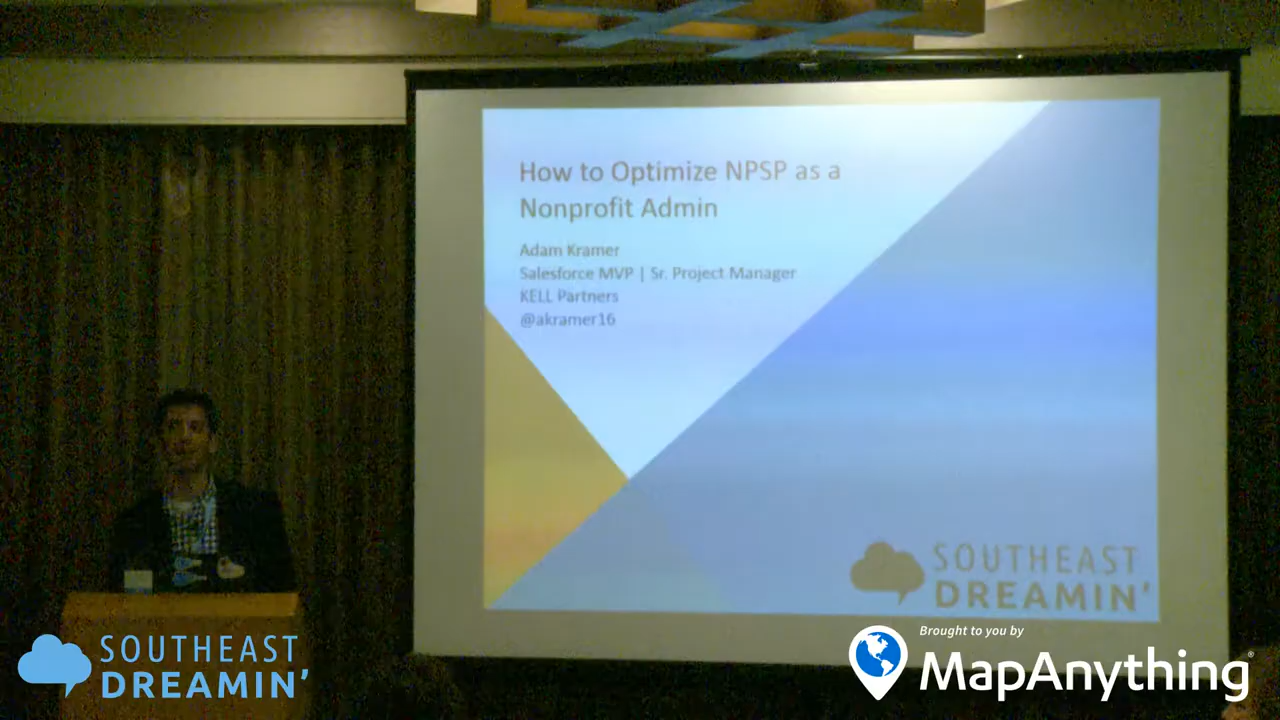 How to Optimize NPSP as a
Nonprofit Admin
Adam Kramer
Salesforce MVP | Sr. Project Manager
KELL Partners
@akramer16
SOUTHEAST
DREAMIN'
SOUTHEAST
DREAMIN'
Brought to you by
MapAnything®